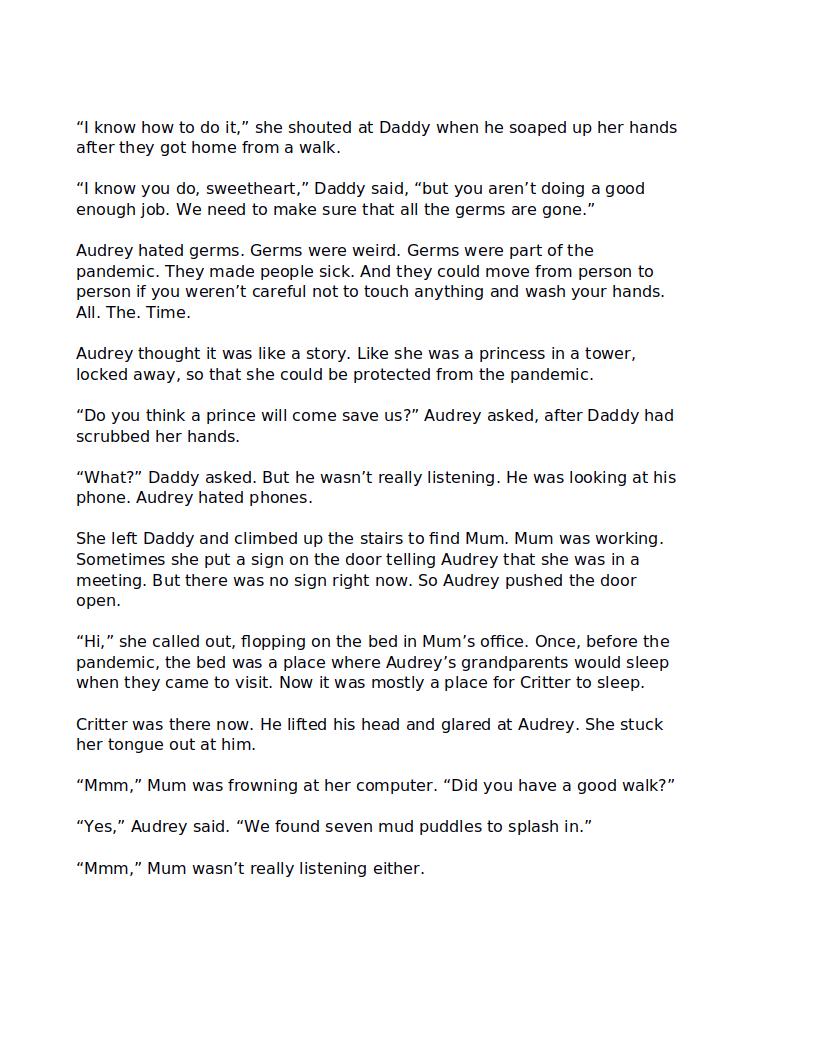 “I know how to do it,” she shouted at Daddy when he soaped up her hands
after they got home from a walk.
“I know you do, sweetheart,” Daddy said, “but you aren’t doing a good
enough job. We need to make sure that all the germs are gone.”
Audrey hated germs. Germs were weird. Germs were part of the
pandemic. They made people sick. And they could move from person to
person if you weren’t careful not to touch anything and wash your hands.
All. The. Time.
Audrey thought it was like a story. Like she was a princess in a tower,
locked away, so that she could be protected from the pandemic.
“Do you think a prince will come save us?” Audrey asked, after Daddy had
scrubbed her hands.
“What?” Daddy asked. But he wasn’t really listening. He was looking at his
phone. Audrey hated phones.
She left Daddy and climbed up the stairs to find Mum. Mum was working.
Sometimes she put a sign on the door telling Audrey that she was in a
meeting. But there was no sign right now. So Audrey pushed the door
open.
“Hi,” she called out, flopping on the bed in Mum’s office. Once, before the
pandemic, the bed was a place where Audrey’s grandparents would sleep
when they came to visit. Now it was mostly a place for Critter to sleep.
Critter was there now. He lifted his head and glared at Audrey. She stuck
her tongue out at him.
“Mmm,” Mum was frowning at her computer. “Did you have a good walk?”
“Yes,” Audrey said. “We found seven mud puddles to splash in.”
“Mmm,” Mum wasn’t really listening either.